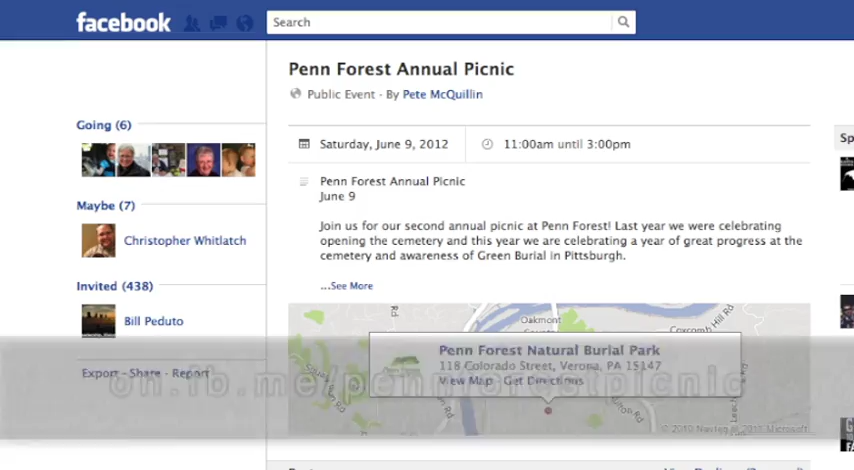 facebook
Search
Penn Forest Annual Picnic
Public Event · By Pete McQuillin
Going (6)
Saturday, June 9, 2012
11:00am until 3:00pm
Penn Forest Annual Picnic
June 9
Maybe (7)
Christopher Whitlatch
Join us for our second annual picnic at Penn Forest! Last year we were celebrating
opening the cemetery and this year we are celebrating a year of great progress at the
cemetery and awareness of Green Burial in Pittsburgh.
...See More
Invited (438)
Bill Peduto
Oakmont
Coxcomb Hill Rd
Rd
Penn Forest Natural Burial Park
118 Colorado Street, Verona, PA 15147
View Map · Get Directions
Export · Share · Report
on.fb.me/pennforestpicnic
Sp